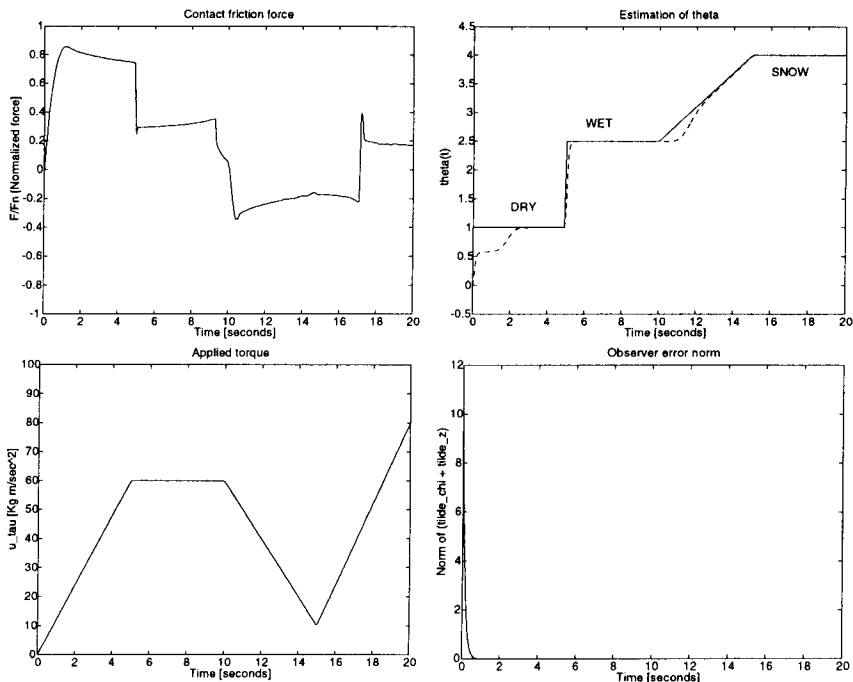 Contact friction force
1
0.8
0.6
0.4
0.2
0
-0.2
-0.4
-0.6
-0.8
-1
F/Fn [Normalized force]
0 2 4 6 8 10 12 14 16 18 20
Time [seconds]
Estimation of theta
4.5
4
3.5
3
2.5
2
1.5
1
0.5
0
-0.5
theta(t)
DRY
WET
SNOW
0 2 4 6 8 10 12 14 16 18 20
Time [seconds]
Applied torque
100
90
80
70
60
50
40
30
20
10
0
u_tau [Kg m/sec^2]
0 2 4 6 8 10 12 14 16 18 20
Time [seconds]
Observer error norm
12
10
8
6
4
2
0
Norm of (tilde_chi + tilde_z)
0 2 4 6 8 10 12 14 16 18 20
Time [seconds]